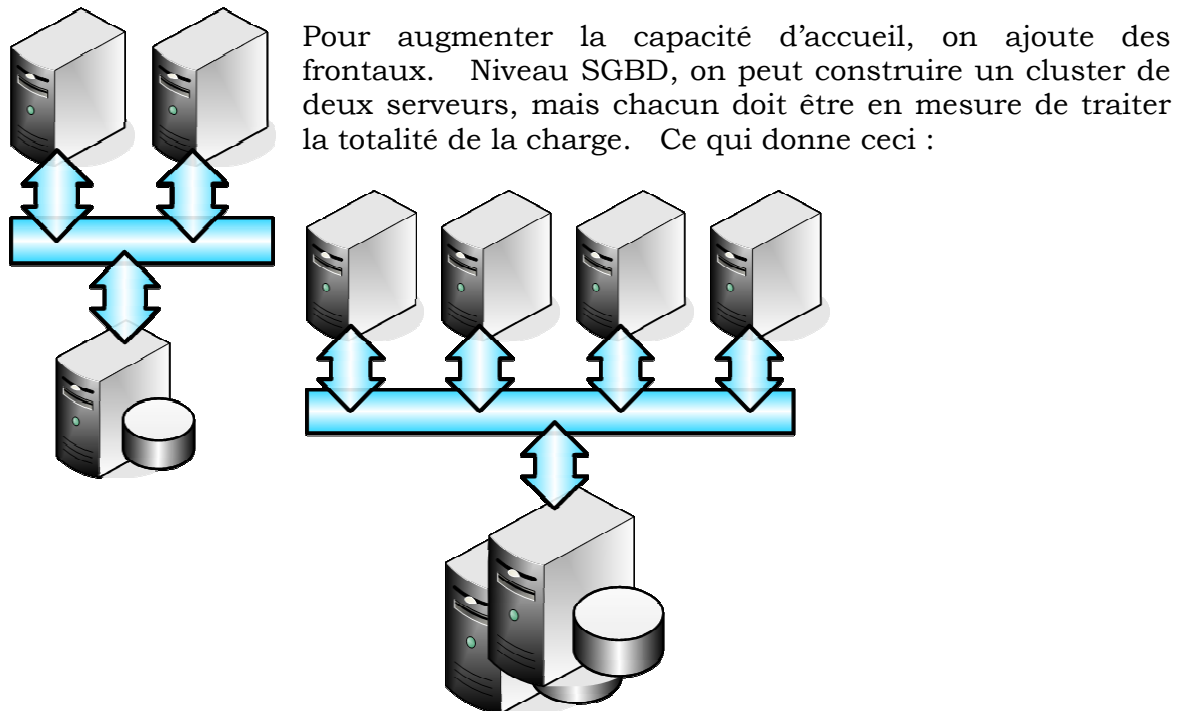 Pour augmenter la capacité d’accueil, on ajoute des
frontaux. Niveau SGBD, on peut construire un cluster de
deux serveurs, mais chacun doit être en mesure de traiter
la totalité de la charge. Ce qui donne ceci :